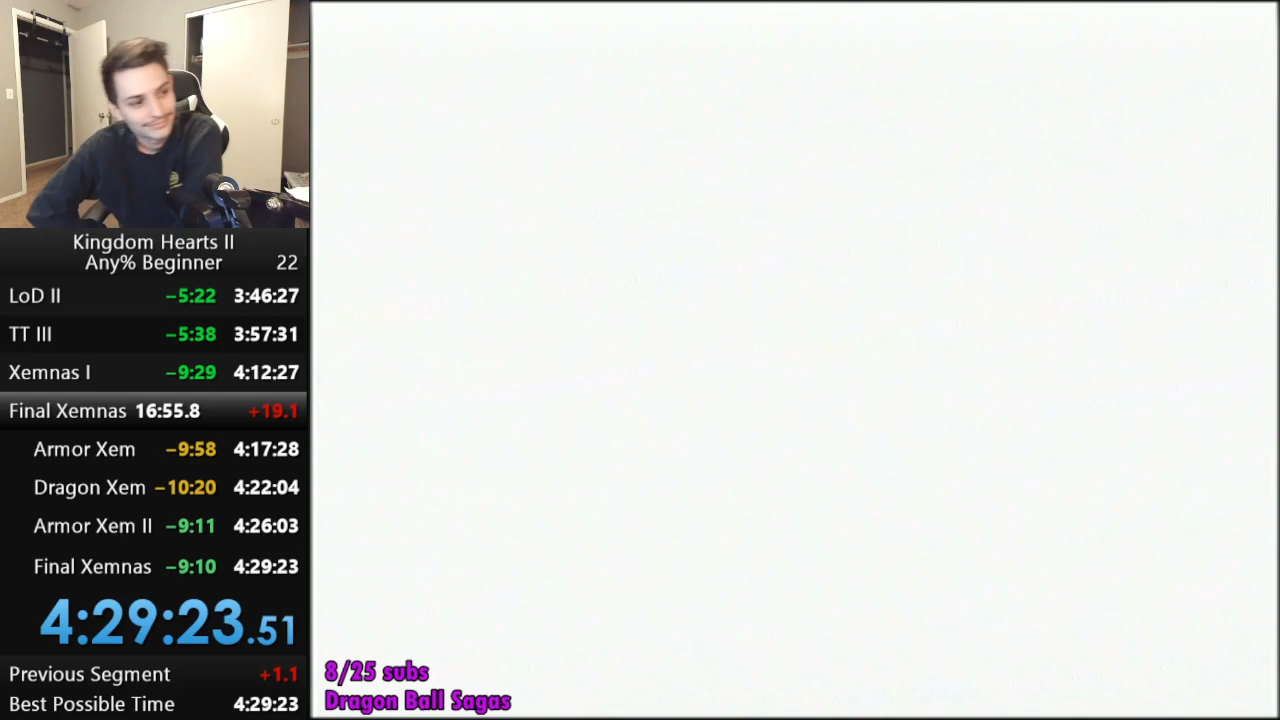 Kingdom Hearts II
Any% Beginner 22
LoD II -5:22 3:46:27
TT III -5:38 3:57:31
Xemnas I -9:29 4:12:27
Final Xemnas 16:55.8 +19.1
Armor Xem -9:58 4:17:28
Dragon Xem -10:20 4:22:04
Armor Xem II -9:11 4:26:03
Final Xemnas -9:10 4:29:23
4:29:23.51
Previous Segment +1.1
Best Possible Time 4:29:23
8/25 subs
Dragon Ball Sagas